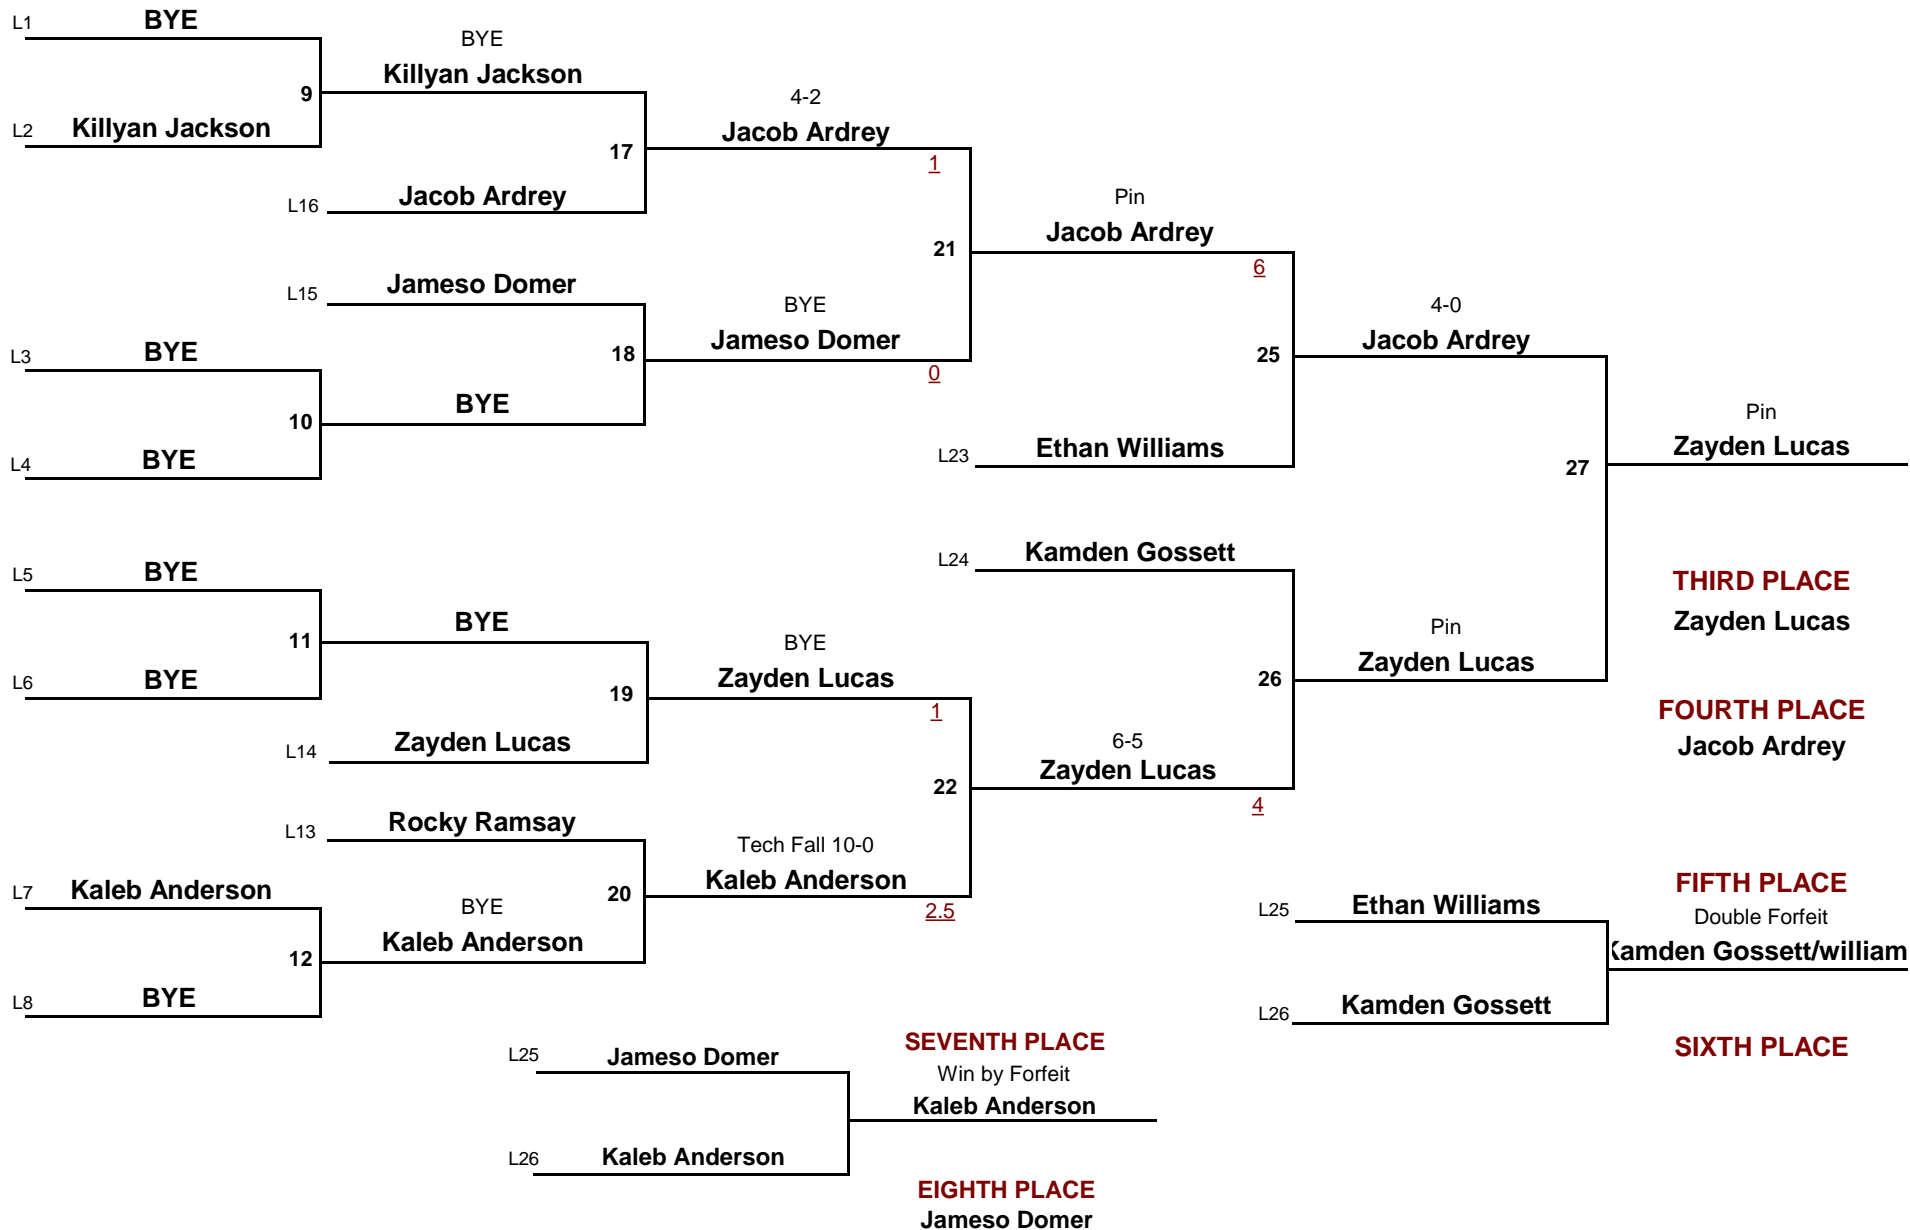 L1 BYE
BYE
Killyan Jackson
9
L2 Killyan Jackson
4-2
Jacob Ardrey
1
17
L16 Jacob Ardrey
Pin
Jacob Ardrey
6
21
L15 Jameso Domer
BYE
Jameso Domer
0
18
L3 BYE
10
BYE
L4 BYE
4-0
Jacob Ardrey
25
L23 Ethan Williams
Pin
Zayden Lucas
27
L24 Kamden Gossett
L5 BYE
11
BYE
L6 BYE
BYE
Zayden Lucas
1
19
L14 Zayden Lucas
Pin
Zayden Lucas
26
THIRD PLACE
Zayden Lucas
FOURTH PLACE
Jacob Ardrey
6-5
Zayden Lucas
4
22
L13 Rocky Ramsay
Tech Fall 10-0
Kaleb Anderson
2.5
20
L7 Kaleb Anderson
BYE
Kaleb Anderson
12
L8 BYE
L25 Ethan Williams
FIFTH PLACE
Double Forfeit
Kamden Gossett/william
L26 Kamden Gossett
SIXTH PLACE
L25 Jameso Domer
SEVENTH PLACE
Win by Forfeit
Kaleb Anderson
L26 Kaleb Anderson
EIGHTH PLACE
Jameso Domer